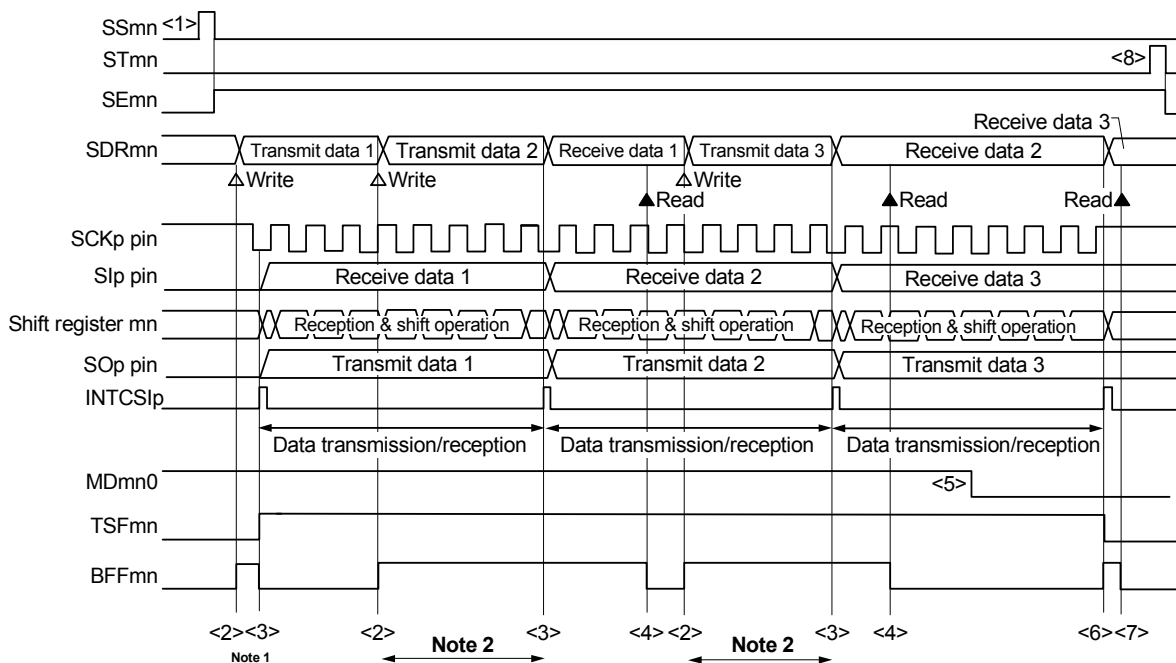 SSmn <1>
STmn <8>
SEmn
Receive data 3
SDRmn Transmit data 1 Transmit data 2 Receive data 1 Transmit data 3 Receive data 2
Write Write Write
Read Read Read
SCKp pin
SIp pin Receive data 1 Receive data 2 Receive data 3
Shift register mn Reception & shift operation Reception & shift operation Reception & shift operation
SOp pin Transmit data 1 Transmit data 2 Transmit data 3
INTCSIp
Data transmission/reception Data transmission/reception Data transmission/reception
MDmn0 <5>
TSFmn
BFFmn
<2> <3> <2> Note 2 <3> <4> <2> Note 2 <3> <4> <6> <7>
Note 1